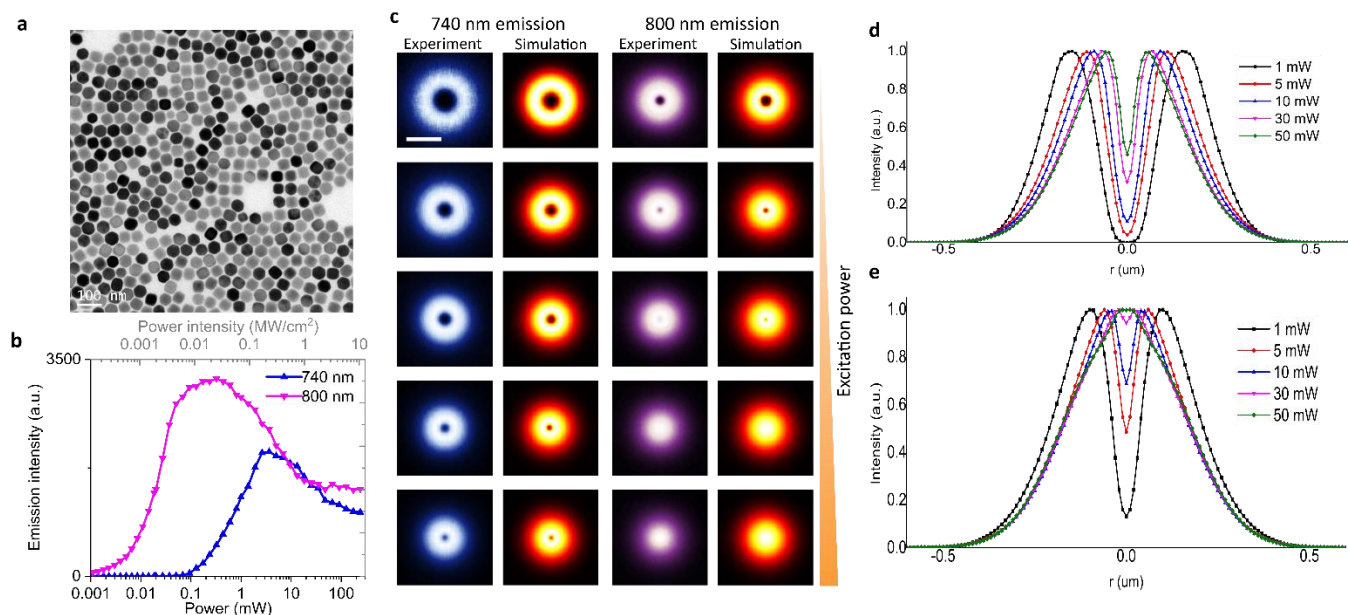 a
100 nm
b
Power intensity (MW/cm²)
0.001 0.01 0.1 1 10
3500
0
Emission intensity (a.u.)
740 nm
800 nm
0.001 0.01 0.1 1 10 100
Power (mW)
c
740 nm emission 800 nm emission
Experiment Simulation Experiment Simulation
Excitation power
d
1.0
0.8
0.6
0.4
0.2
0.0
Intensity (a.u.)
1 mW
5 mW
10 mW
30 mW
50 mW
-0.5 0.0 0.5
r (um)
e
1.0
0.8
0.6
0.4
0.2
0.0
Intensity (a.u.)
1 mW
5 mW
10 mW
30 mW
50 mW
-0.5 0.0 0.5
r (um)